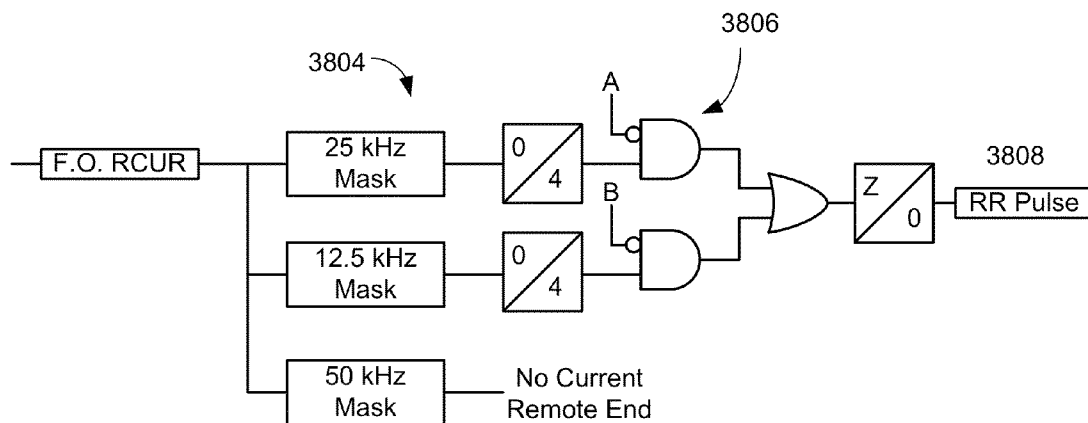 3806
3804
A
F.O. RCUR
25 kHz
Mask
0
4
3808
B
Z
0
RR Pulse
12.5 kHz
Mask
0
4
50 kHz
Mask
No Current
Remote End